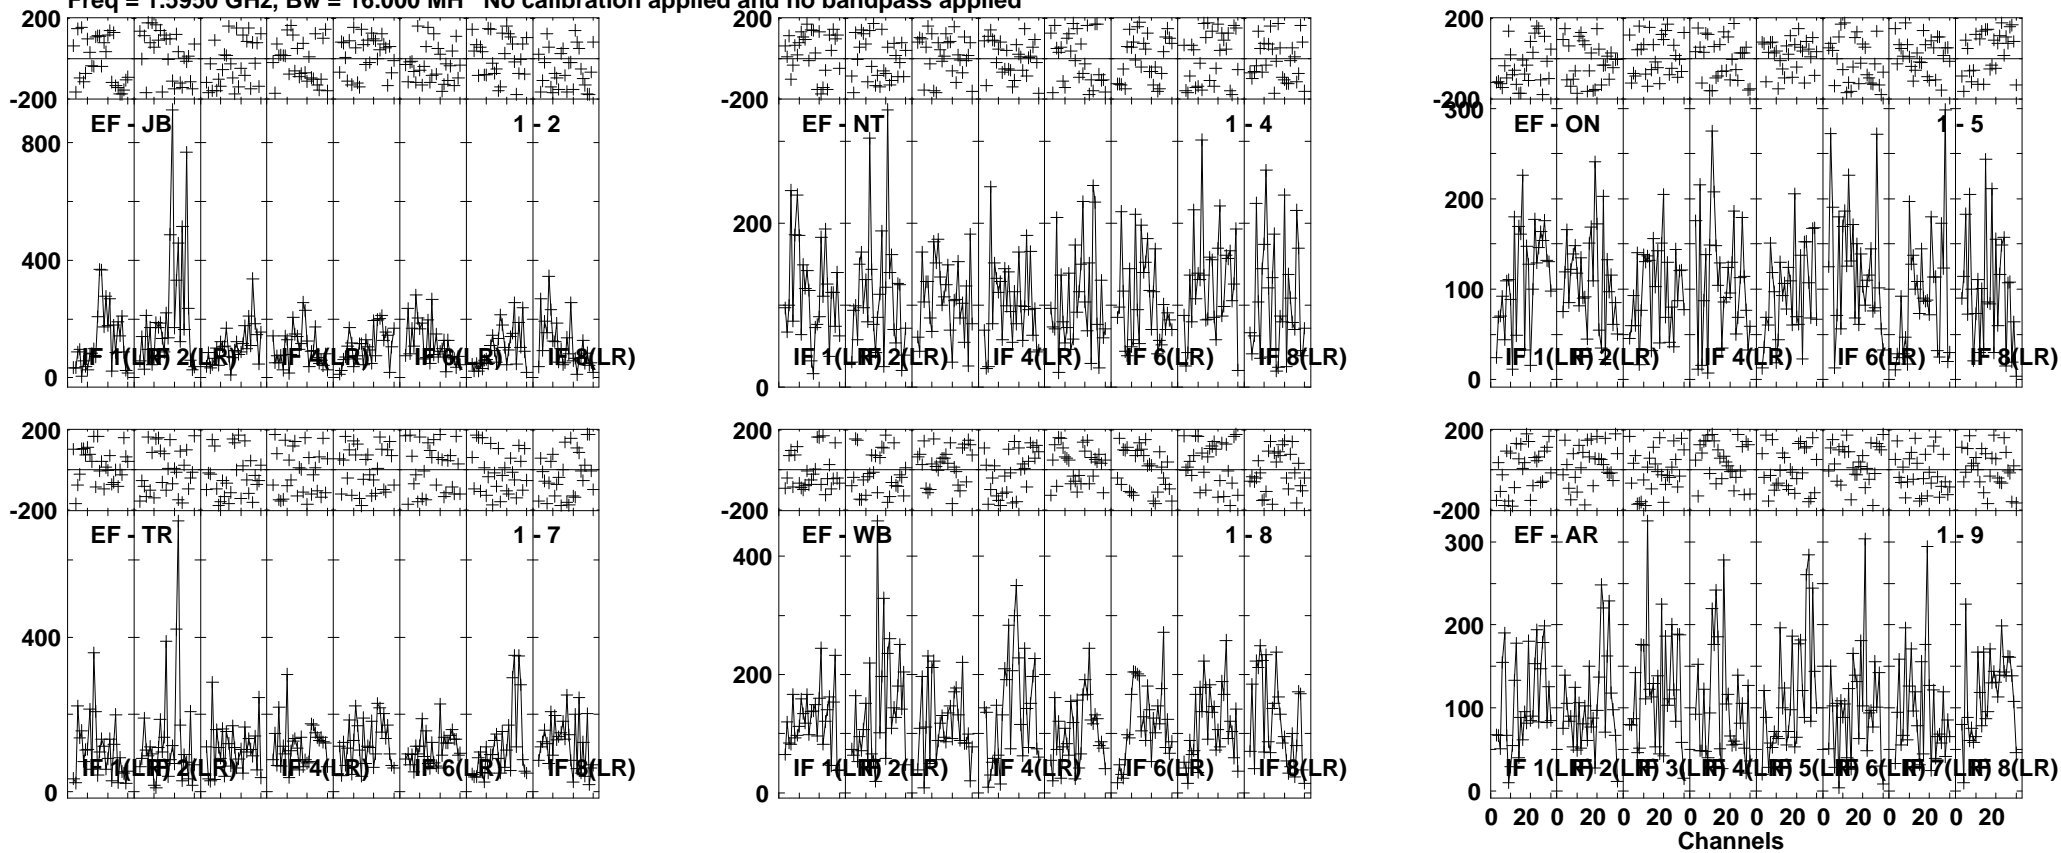 Freq = 1.5950 GHz, Bw = 16.000 MH No calibration applied and no bandpass applied
200
-200
EF - JB 1 - 2
800
400
0
IF 1(LR) IF 2(LR) IF 4(LR) IF 6(LR) IF 8(LR)
200
-200
EF - NT 1 - 4
200
0
IF 1(LR) IF 2(LR) IF 4(LR) IF 6(LR) IF 8(LR)
200
-200
300
EF - ON 1 - 5
200
100
0
IF 1(LR) IF 2(LR) IF 4(LR) IF 6(LR) IF 8(LR)
200
-200
EF - TR 1 - 7
400
0
IF 1(LR) IF 2(LR) IF 4(LR) IF 6(LR) IF 8(LR)
200
-200
EF - WB 1 - 8
400
200
0
IF 1(LR) IF 2(LR) IF 4(LR) IF 6(LR) IF 8(LR)
200
-200
EF - AR 1 - 9
300
200
100
0
IF 1(LR) IF 2(LR) IF 3(LR) IF 4(LR) IF 5(LR) IF 6(LR) IF 7(LR) IF 8(LR)
0 20 0 20 0 20 0 20 0 20 0 20 0 20 0 20
Channels